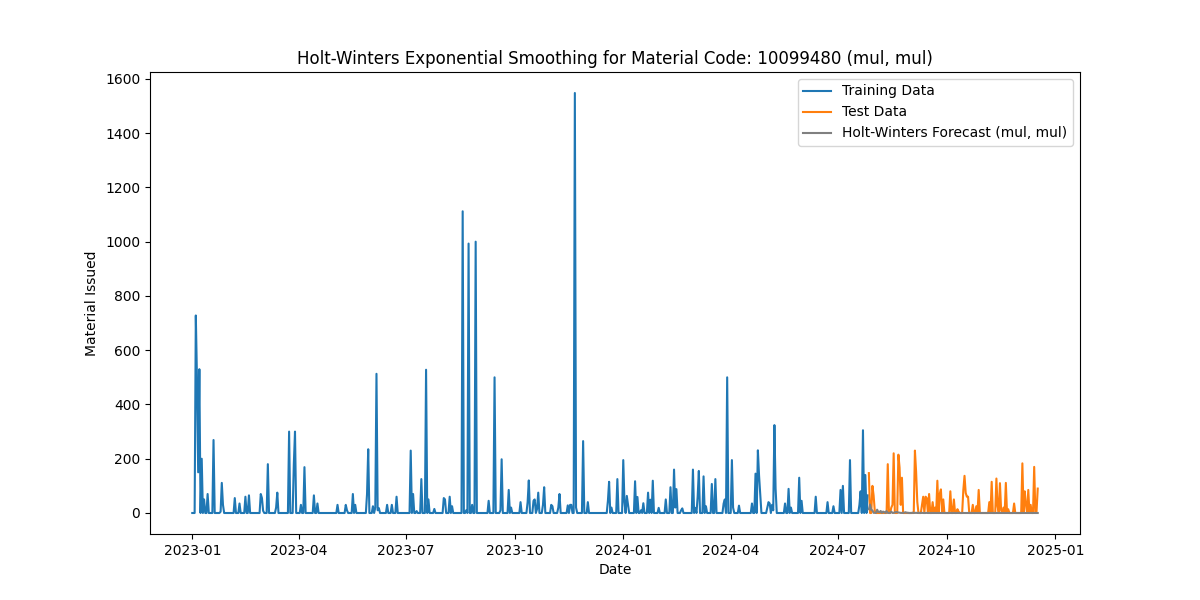 Holt-Winters Exponential Smoothing for Material Code: 10099480 (mul, mul)
1600
1400
1200
1000
800
600
400
200
0
Material Issued
Training Data
Test Data
Holt-Winters Forecast (mul, mul)
2023-01 2023-04 2023-07 2023-10 2024-01 2024-04 2024-07 2024-10 2025-01
Date